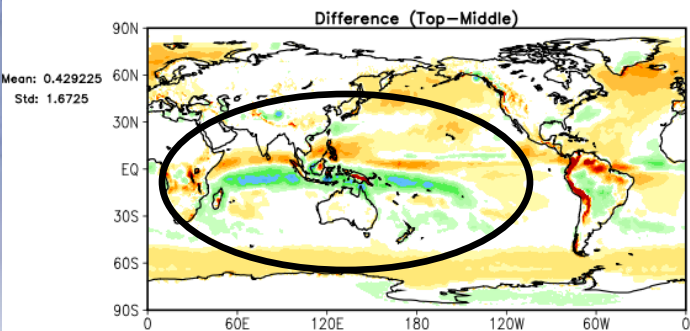 Difference (Top-Middle)
Mean: 0.429225
Std: 1.6725
90N
60N
30N
EQ
30S
60S
90S
0 60E 120E 180 120W 60W 0